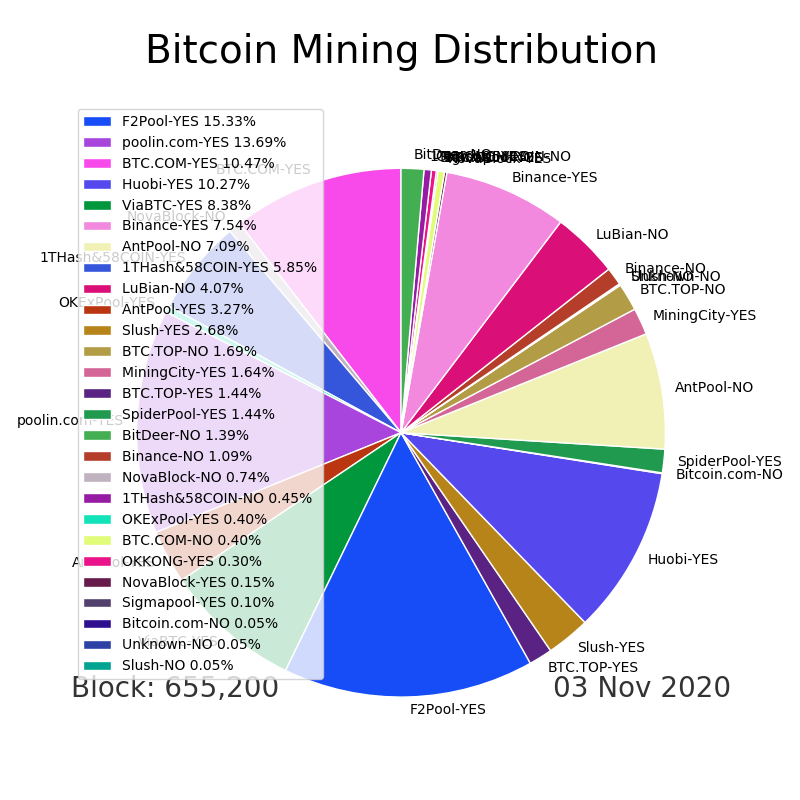 Bitcoin Mining Distribution
F2Pool-YES 15.33%
poolin.com-YES 13.69%
BTC.COM-YES 10.47%
Huobi-YES 10.27%
ViaBTC-YES 8.38%
Binance-YES 7.54%
AntPool-NO 7.09%
1THash&58COIN-YES 5.85%
LuBian-NO 4.07%
AntPool-YES 3.27%
Slush-YES 2.68%
BTC.TOP-NO 1.69%
MiningCity-YES 1.64%
BTC.TOP-YES 1.44%
SpiderPool-YES 1.44%
BitDeer-NO 1.39%
Binance-NO 1.09%
NovaBlock-NO 0.74%
1THash&58COIN-NO 0.45%
OKExPool-YES 0.40%
BTC.COM-NO 0.40%
OKKONG-NO 0.30%
NovaBlock-YES 0.15%
Sigmapool-YES 0.10%
Bitcoin.com-NO 0.05%
Unknown-NO 0.05%
Slush-NO 0.05%
BitDeer-NO
Binance-YES
LuBian-NO
Binance-NO
BTC.TOP-NO
MiningCity-YES
AntPool-NO
SpiderPool-YES
Bitcoin.com-NO
Huobi-YES
Slush-YES
BTC.TOP-YES
F2Pool-YES
ViaBTC-YES
poolin.com-YES
OKExPool-YES
1THash&58COIN-YES
NovaBlock-NO
BTC.COM-YES
Block: 655,200
03 Nov 2020